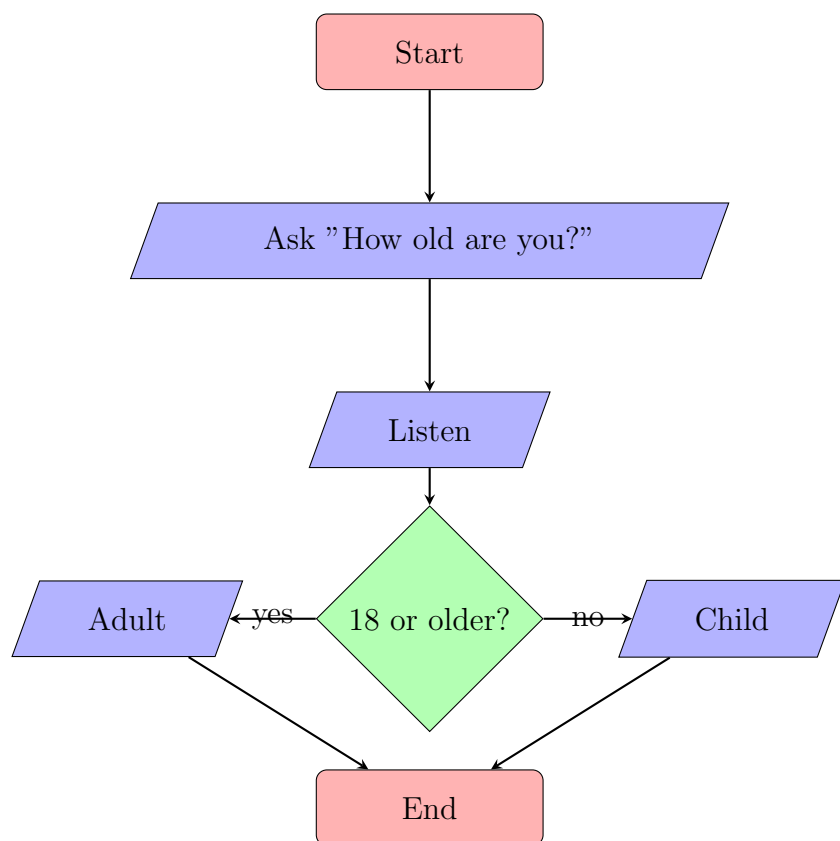 Start
Ask ”How old are you?”
Listen
Adult
yes
18 or older?
no
Child
End